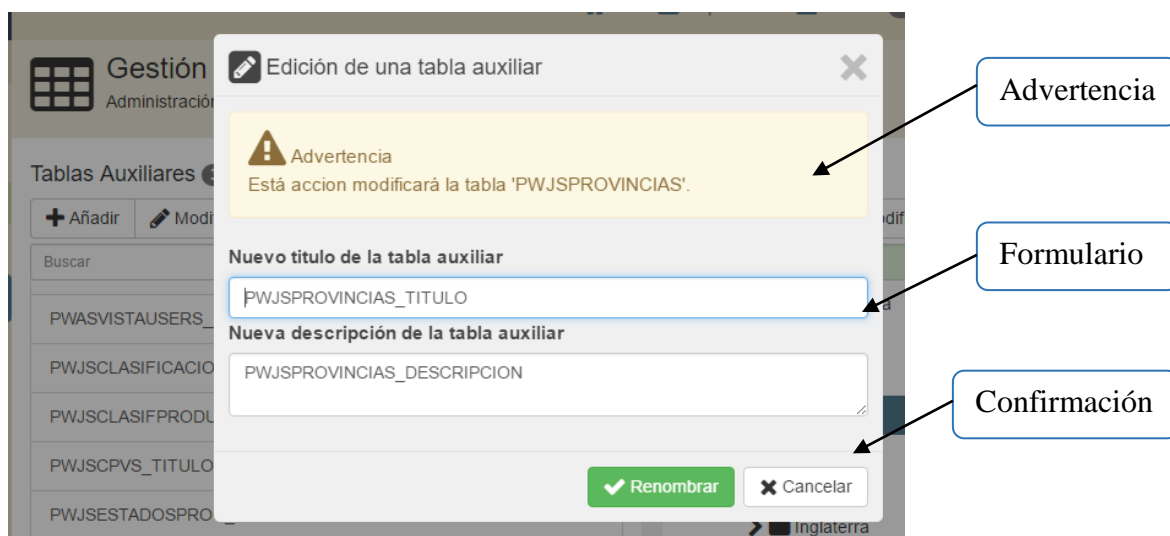 Gestión
Administración
Edición de una tabla auxiliar
Advertencia
Advertencia
Está accion modificará la tabla 'PWJSPROVINCIAS'.
Tablas Auxiliares
Añadir
Modif
Buscar
Nuevo titulo de la tabla auxiliar
Formulario
PWJSPROVINCIAS_TITULO
Nueva descripción de la tabla auxiliar
PWJSPROVINCIAS_DESCRIPCION
Confirmación
PWASVISTAUSERS_
PWJSCLASIFICACIO
PWJSCLASIFPRODU
PWJSCPVS_TITULO
PWJSESTADOSPRO
Renombrar
Cancelar
Inglaterra